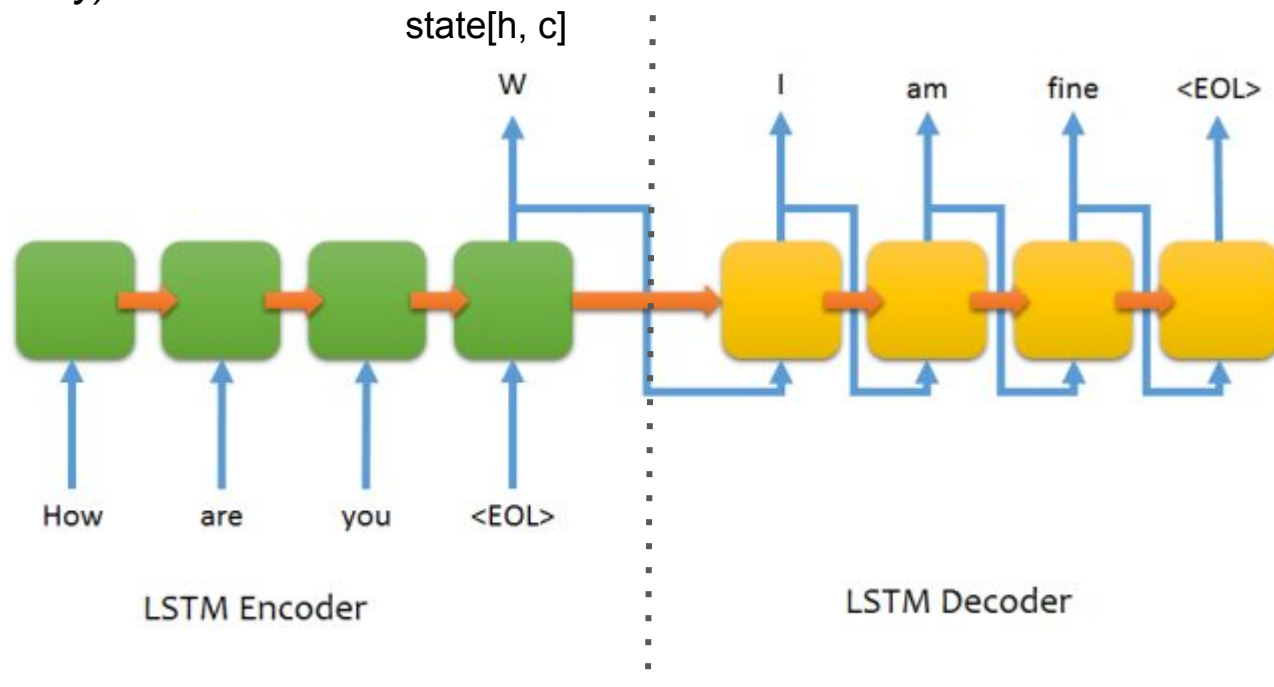 y)
state[h, c]
W I am fine <EOL>
How are you <EOL>
LSTM Encoder LSTM Decoder